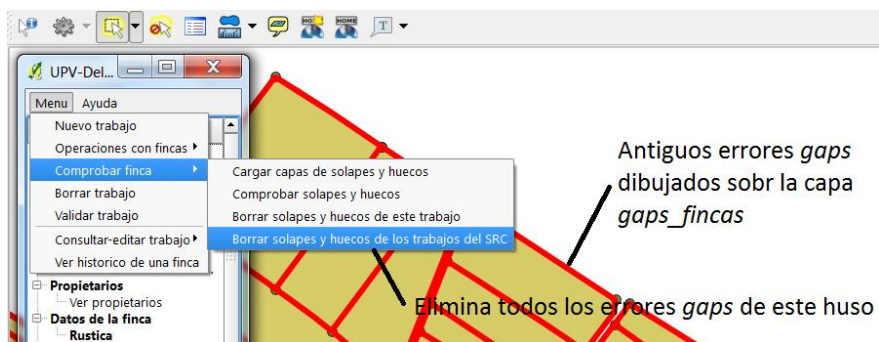 HOME
T
UPV-Del...
Menu Ayuda
Nuevo trabajo
Operaciones con fincas
Comprobar finca
Borrar trabajo
Validar trabajo
Consultar-editar trabajo
Ver historico de una finca
Cargar capas de solapes y huecos
Comprobar solapes y huecos
Borrar solapes y huecos de este trabajo
Borrar solapes y huecos de los trabajos del SRC
Propietarios
Ver propietarios
Datos de la finca
Rustica
Antiguos errores gaps
dibujados sobr la capa
gaps_fincas
Elimina todos los errores gaps de este huso